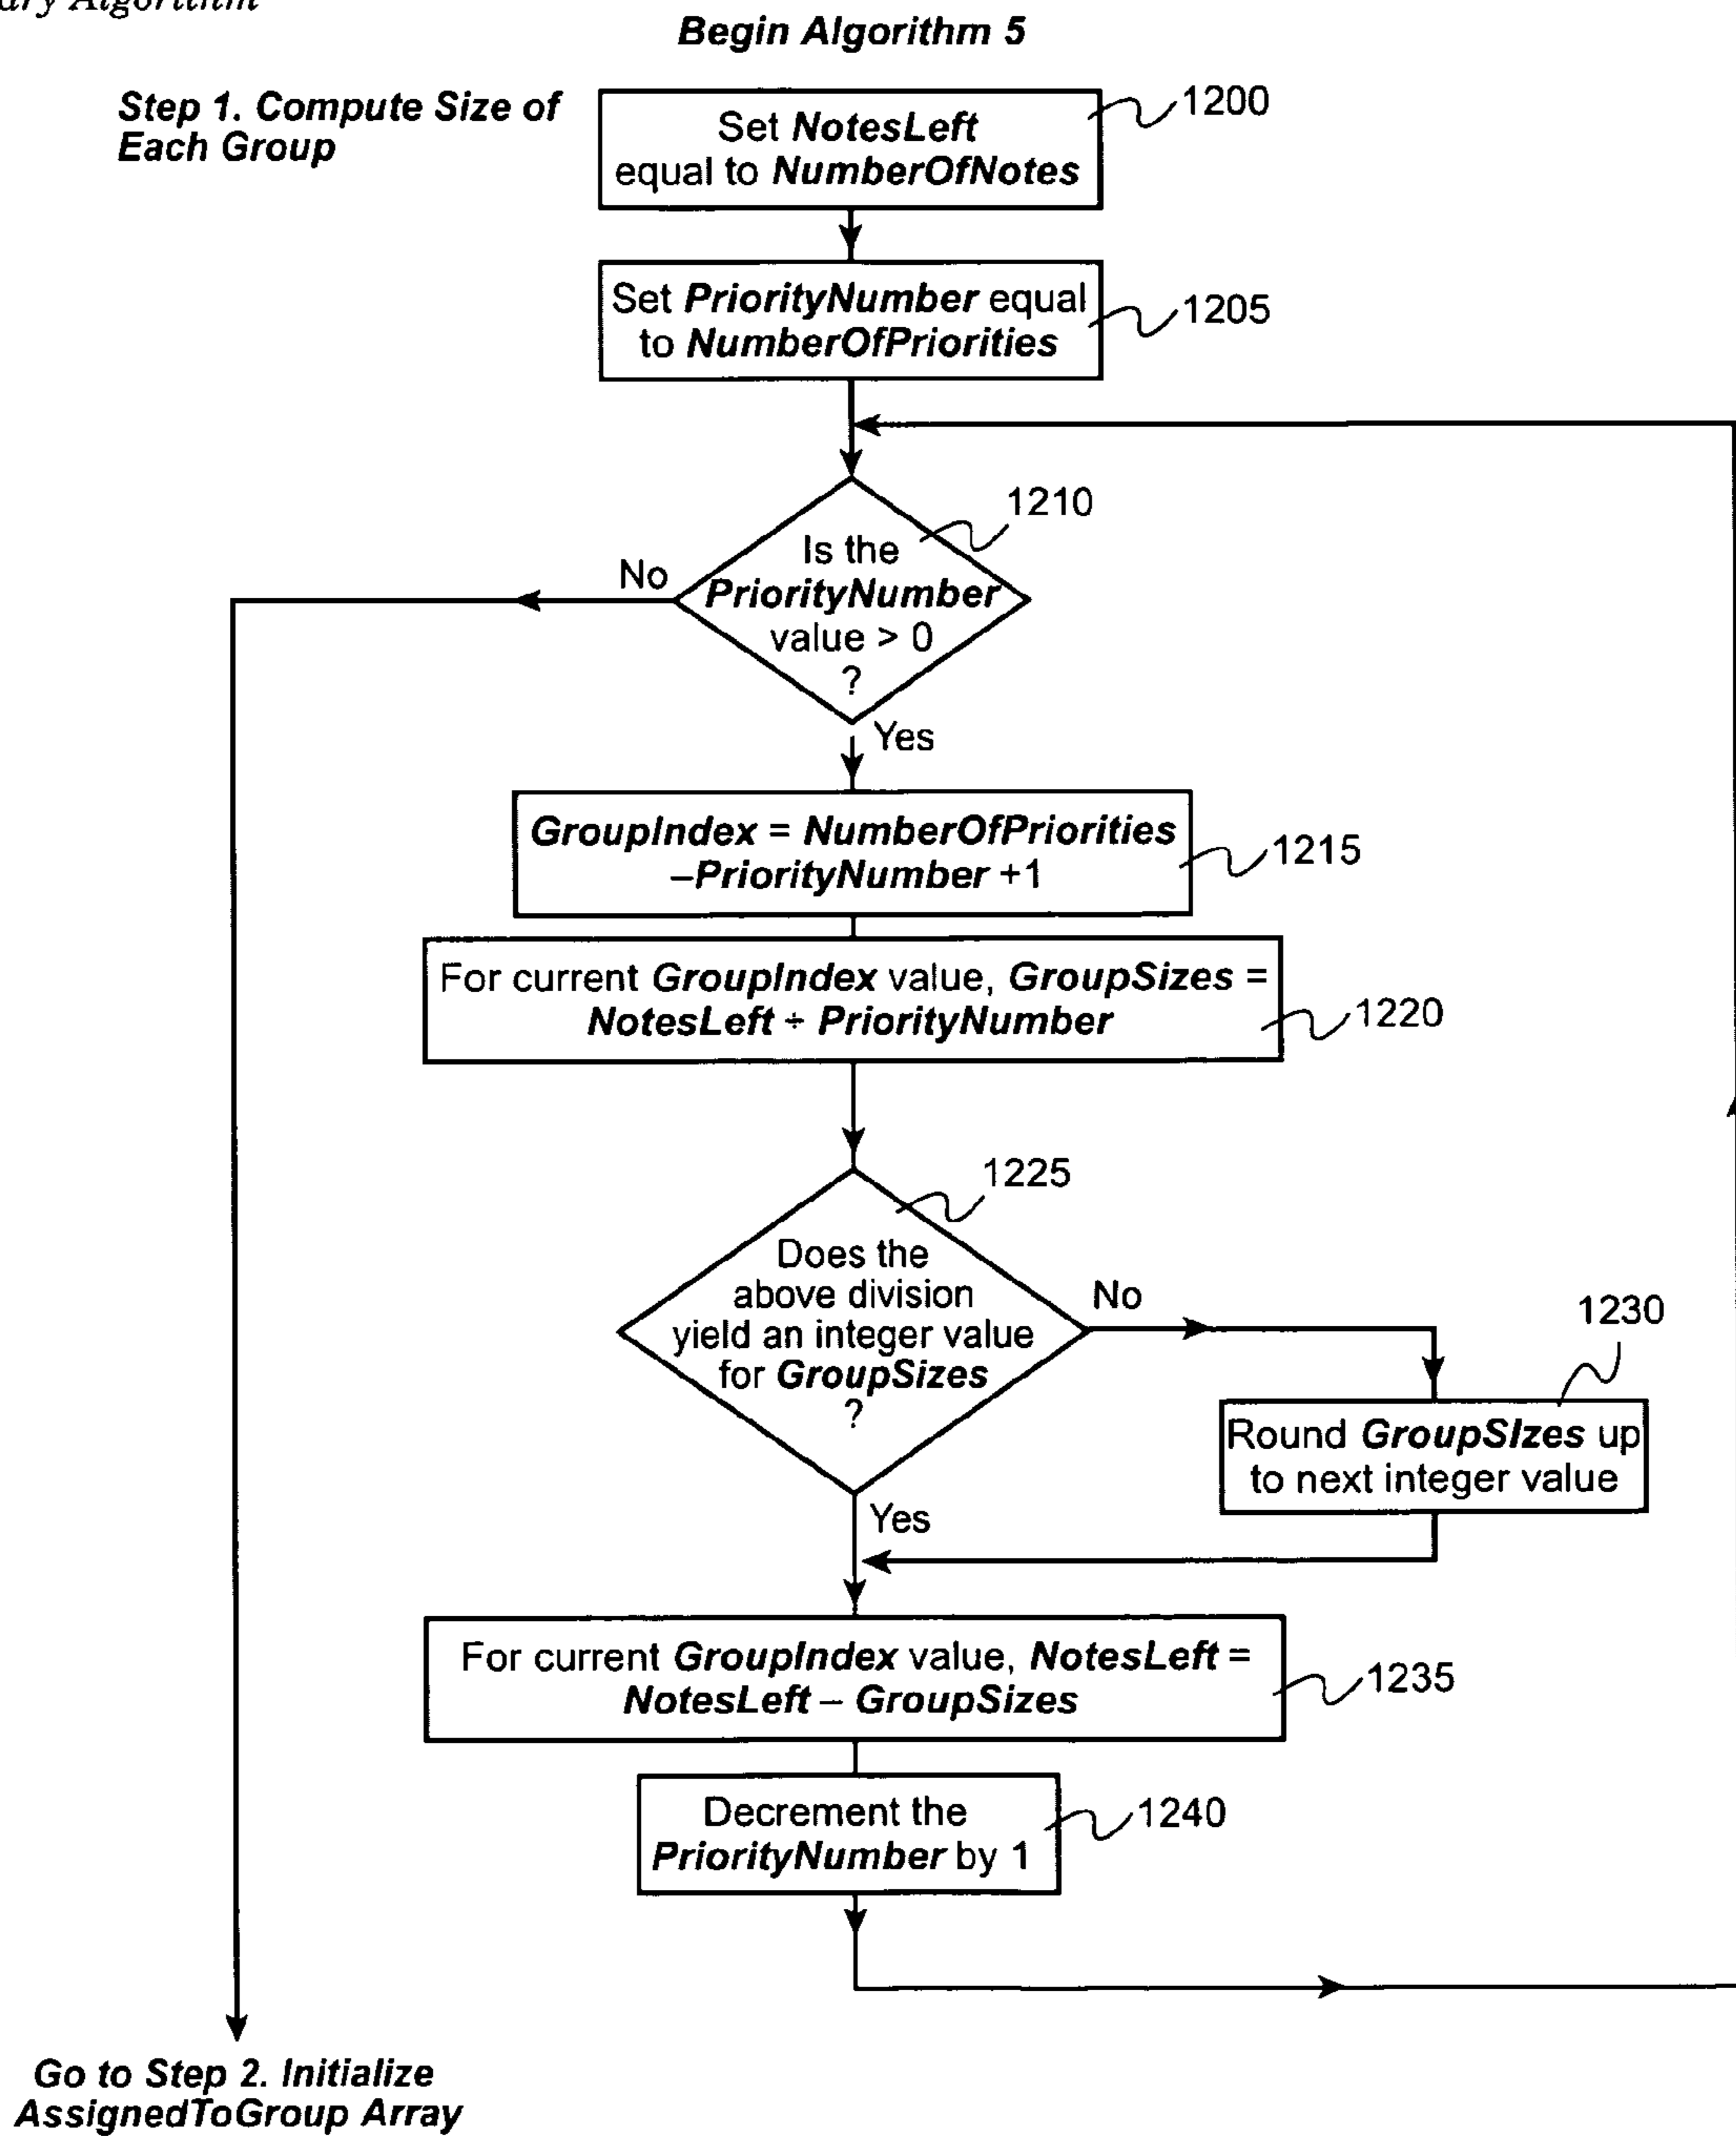 Algorithm
Begin Algorithm 5
Step 1. Compute Size of
Each Group
Set NotesLeft
equal to NumberOfNotes
1200
Set PriorityNumber equal
to NumberOfPriorities
1205
1210
Is the
PriorityNumber
value > 0
?
No
Yes
GroupIndex = NumberOfPriorities
–PriorityNumber +1
1215
For current GroupIndex value, GroupSizes =
NotesLeft ÷ PriorityNumber
1220
1225
Does the
above division
yield an integer value
for GroupSizes
?
No
Yes
1230
Round GroupSIzes up
to next integer value
For current GroupIndex value, NotesLeft =
NotesLeft – GroupSizes
1235
Decrement the
PriorityNumber by 1
1240
Go to Step 2. Initialize
AssignedToGroup Array